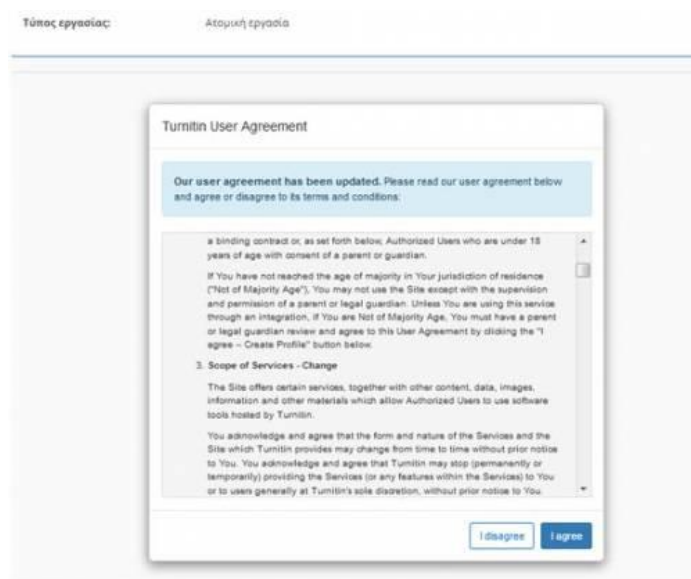 Τύπος εργασίας: Ατομική εργασία
Turnitin User Agreement
Our user agreement has been updated. Please read our user agreement below
and agree or disagree to its terms and conditions:
a binding contract or, as set forth below, Authorized Users who are under 18
years of age with consent of a parent or guardian.
If You have not reached the age of majority in Your jurisdiction of residence
("Not of Majority Age"), You may not use the Site except with the supervision
and permission of a parent or legal guardian. Unless You are using this service
through an integration, if You are Not of Majority Age, You must have a parent
or legal guardian review and agree to this User Agreement by clicking the "I
agree – Create Profile" button below.
3. Scope of Services - Change
The Site offers certain services, together with other content, data, images,
information and other materials which allow Authorized Users to use software
tools hosted by Turnitin.
You acknowledge and agree that the form and nature of the Services and the
Site which Turnitin provides may change from time to time without prior notice
to You. You acknowledge and agree that Turnitin may stop (permanently or
temporarily) providing the Services (or any features within the Services) to You
or to users generally at Turnitin's sole discretion, without prior notice to You.
I disagree I agree